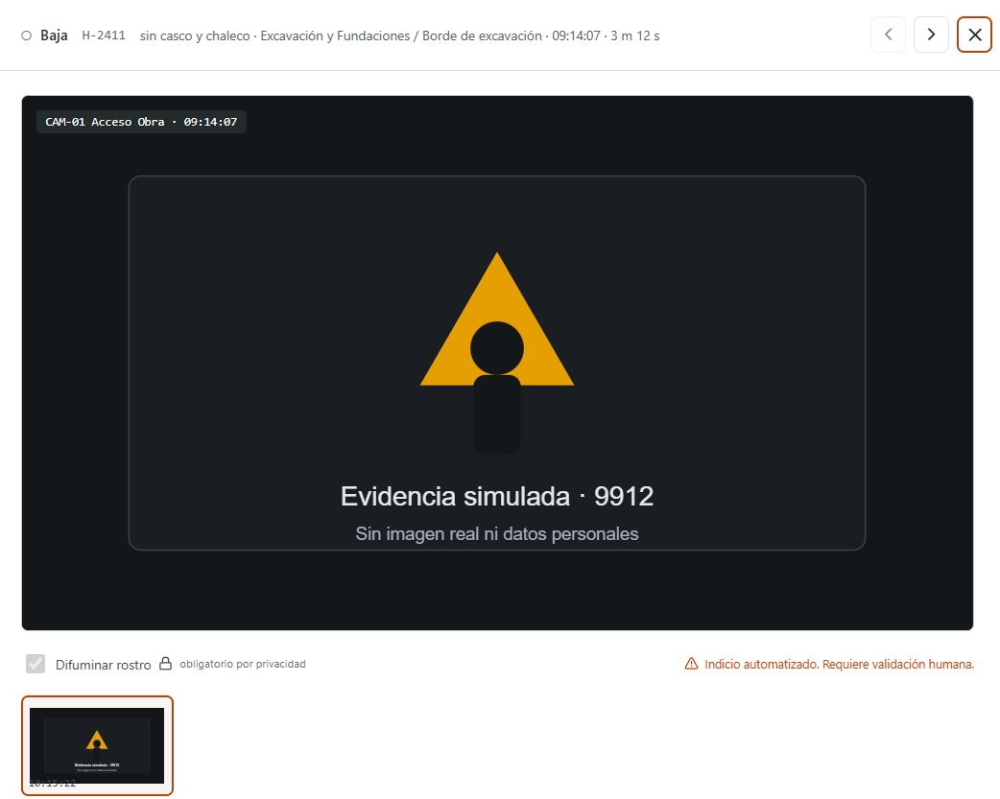 Baja H-2411 sin casco y chaleco · Excavación y Fundaciones / Borde de excavación · 09:14:07 · 3 m 12 s
CAM-01 Acceso Obra · 09:14:07
Evidencia simulada · 9912
Sin imagen real ni datos personales
Difuminar rostro obligatorio por privacidad
Indicio automatizado. Requiere validación humana.
Evidencia simulada · 9912
Sin imagen real ni datos personales
10:15:22